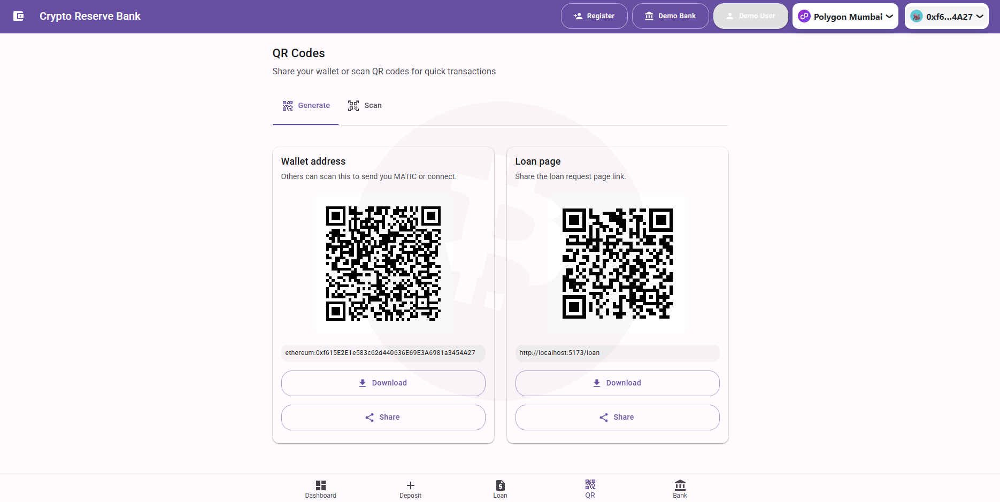 Crypto Reserve Bank
Register
Demo Bank
Demo User
Polygon Mumbai
0xf6...4A27
QR Codes
Share your wallet or scan QR codes for quick transactions
Generate
Scan
Wallet address
Others can scan this to send you MATIC or connect.
ethereum:0xf615E2E1e583c62d440636E69E3A6981a3454A27
Download
Share
Loan page
Share the loan request page link.
http://localhost:5173/loan
Download
Share
Dashboard
Deposit
Loan
QR
Bank